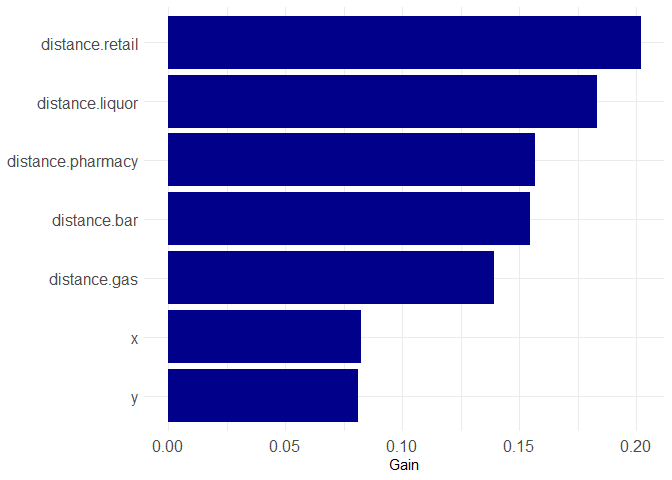 distance.retail
distance.liquor
distance.pharmacy
distance.bar
distance.gas
x
y
0.00 0.05 0.10 0.15 0.20
Gain